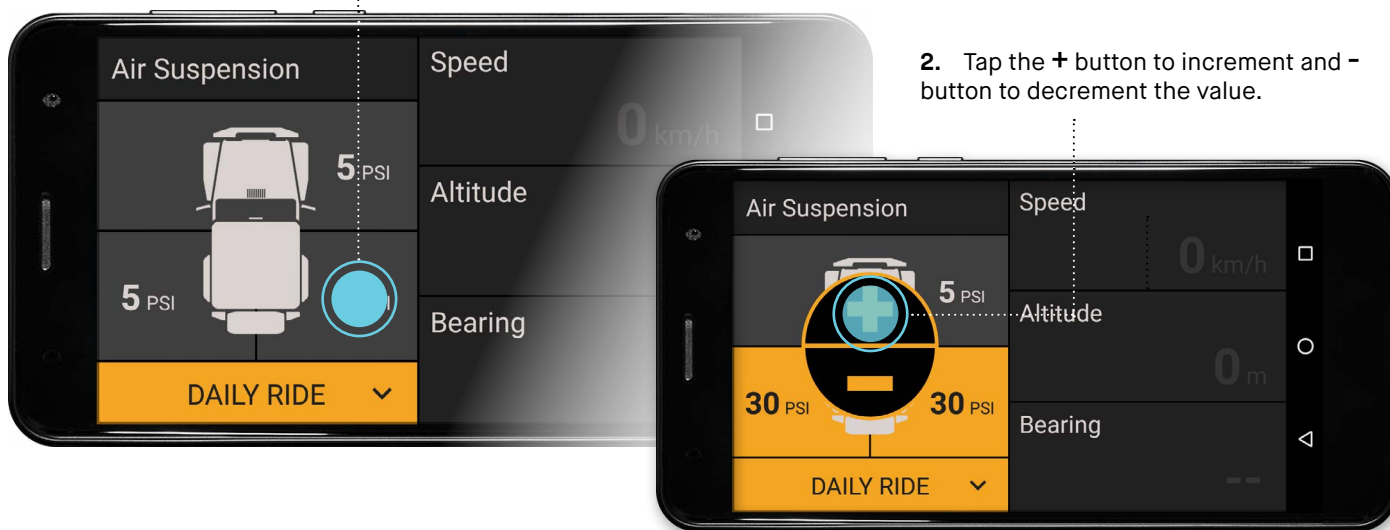 Air Suspension
Speed
0 km/h
5 PSI
Altitude
5 PSI
Bearing
DAILY RIDE
2. Tap the + button to increment and -
button to decrement the value.
Air Suspension
Speed
0 km/h
5 PSI
Altitude
0 m
30 PSI
30 PSI
Bearing
--
DAILY RIDE